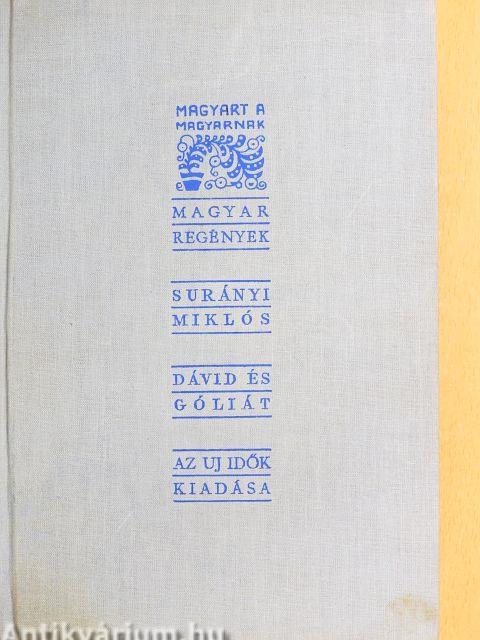 MAGYART A
MAGYARNAK
MAGYAR
REGÉNYEK
SURÁNYI
MIKLÓS
DÁVID ÉS
GÓLIÁT
AZ UJ IDŐK
KIADÁSA
Antikvárium.hu